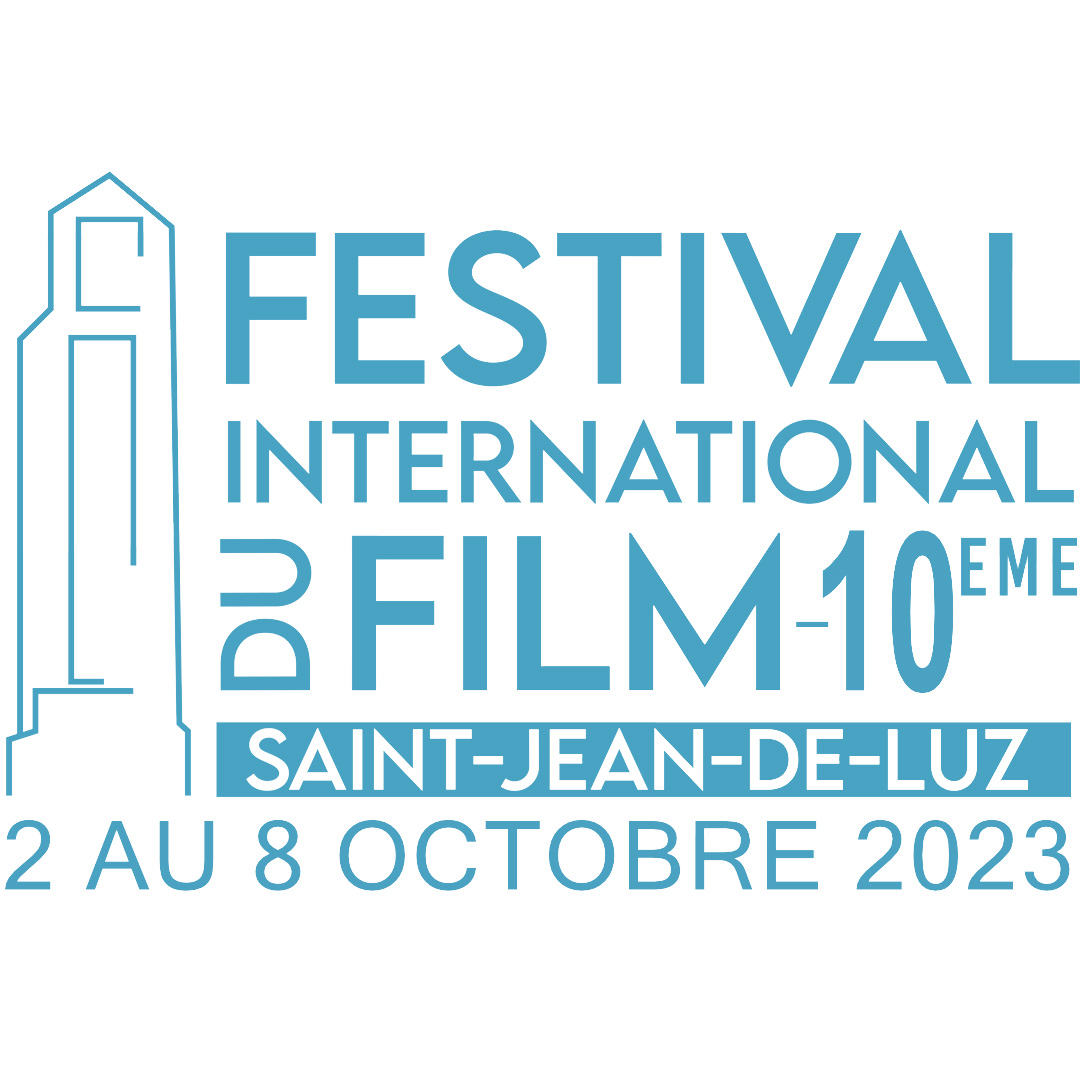 FESTIVAL
INTERNATIONAL
DU FILM-10EME
SAINT-JEAN-DE-LUZ
2 AU 8 OCTOBRE 2023